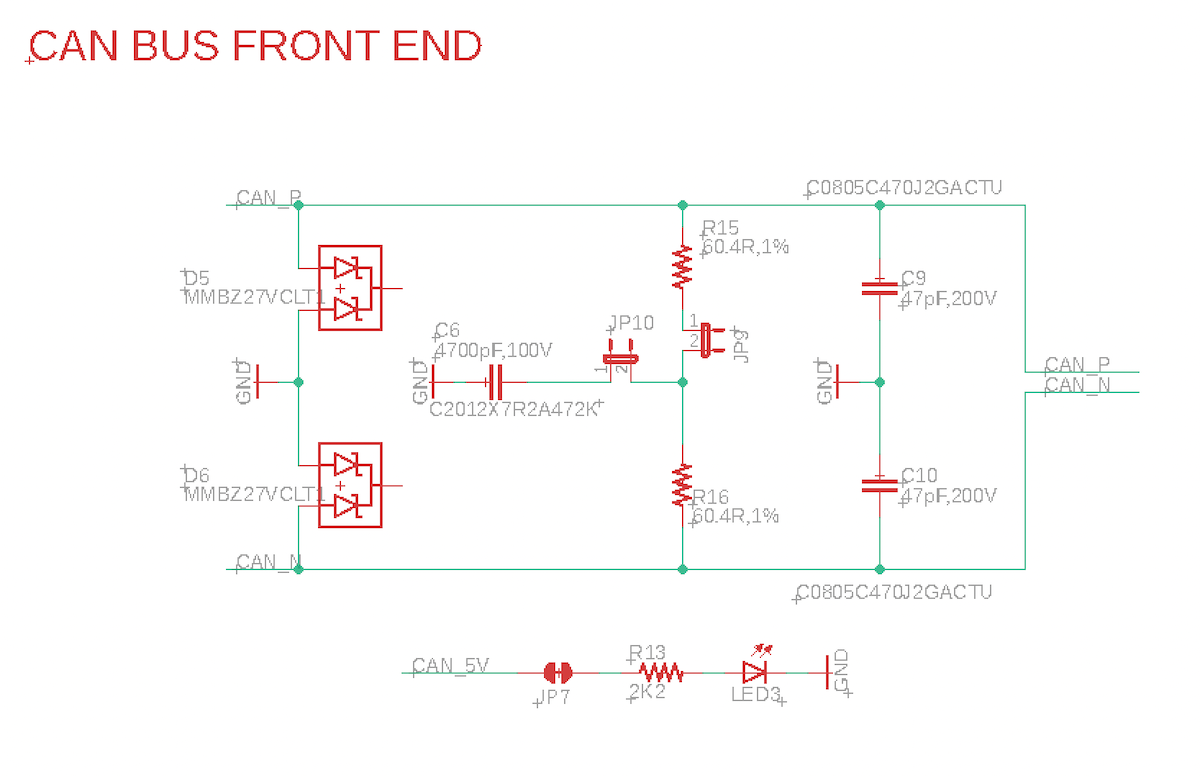 CAN BUS FRONT END
C0805C470J2GACTU
CAN_P
R15
60.4R,1%
D5
MMBZ27VCLT1
C9
47pF,200V
C6
4700pF,100V
JP10
1
2
1
2
JP9
GND
GND
GND
C2012X7R2A472K
CAN_P
CAN_N
D6
MMBZ27VCLT1
R16
60.4R,1%
C10
47pF,200V
CAN_N
C0805C470J2GACTU
CAN_5V
JP7
R13
2K2
LED3
GND